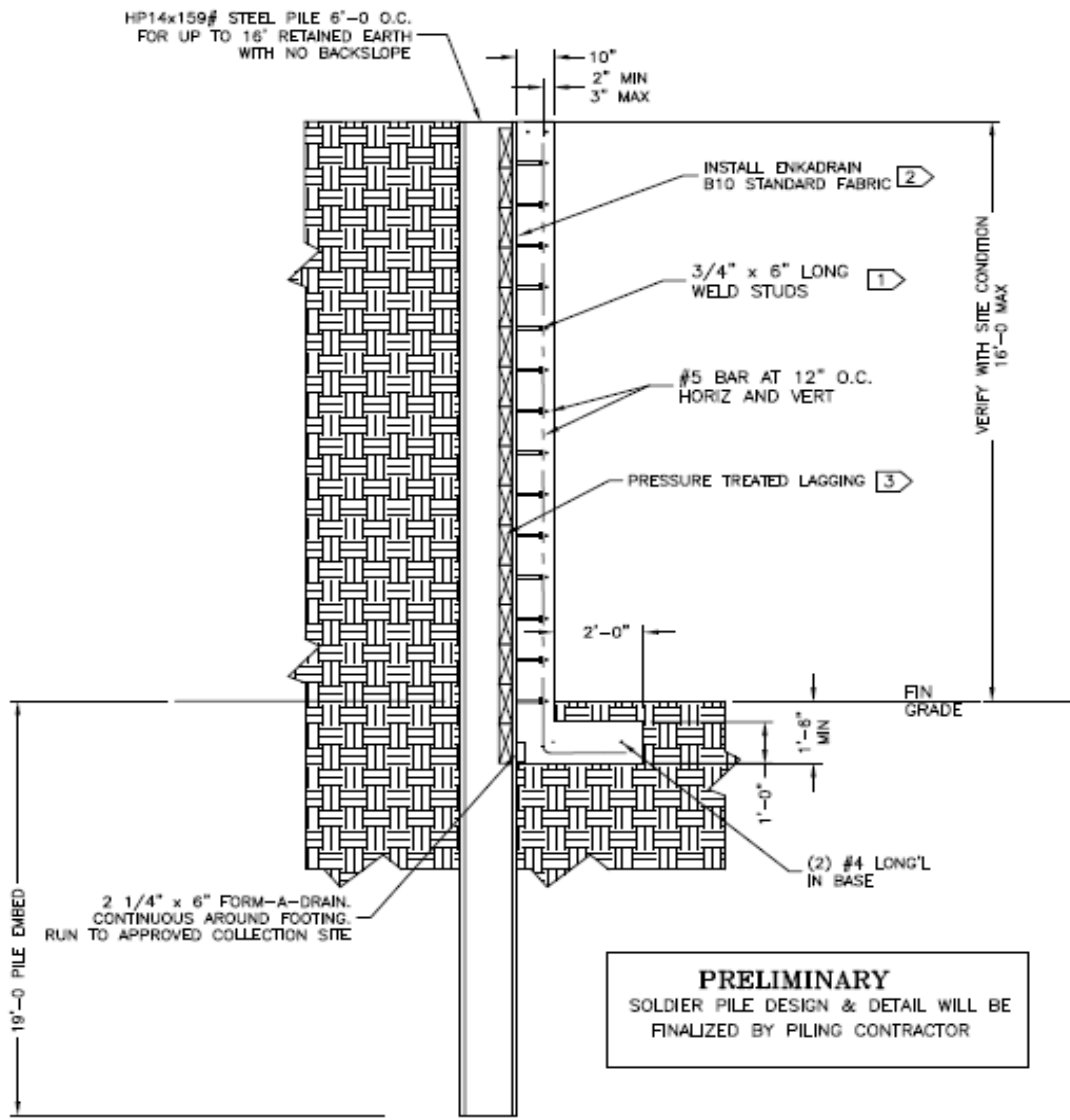 HP14x159# STEEL PILE 6'-0 O.C.
FOR UP TO 16' RETAINED EARTH
WITH NO BACKSLOPE
10"
2" MIN
3" MAX
INSTALL ENKADRAIN
B10 STANDARD FABRIC 2
3/4" x 6" LONG
WELD STUDS
1
#5 BAR AT 12" O.C.
HORIZ AND VERT
PRESSURE TREATED LAGGING 3
VERIFY WITH SITE CONDITION
16'-0 MAX
2'-0"
FIN
GRADE
1'-6"
MIN
1'-0"
(2) #4 LONG'L
IN BASE
2 1/4" x 6" FORM-A-DRAIN.
CONTINUOUS AROUND FOOTING.
RUN TO APPROVED COLLECTION SITE
19'-0 PILE EMBED
PRELIMINARY
SOLDIER PILE DESIGN & DETAIL WILL BE
FINALIZED BY PILING CONTRACTOR